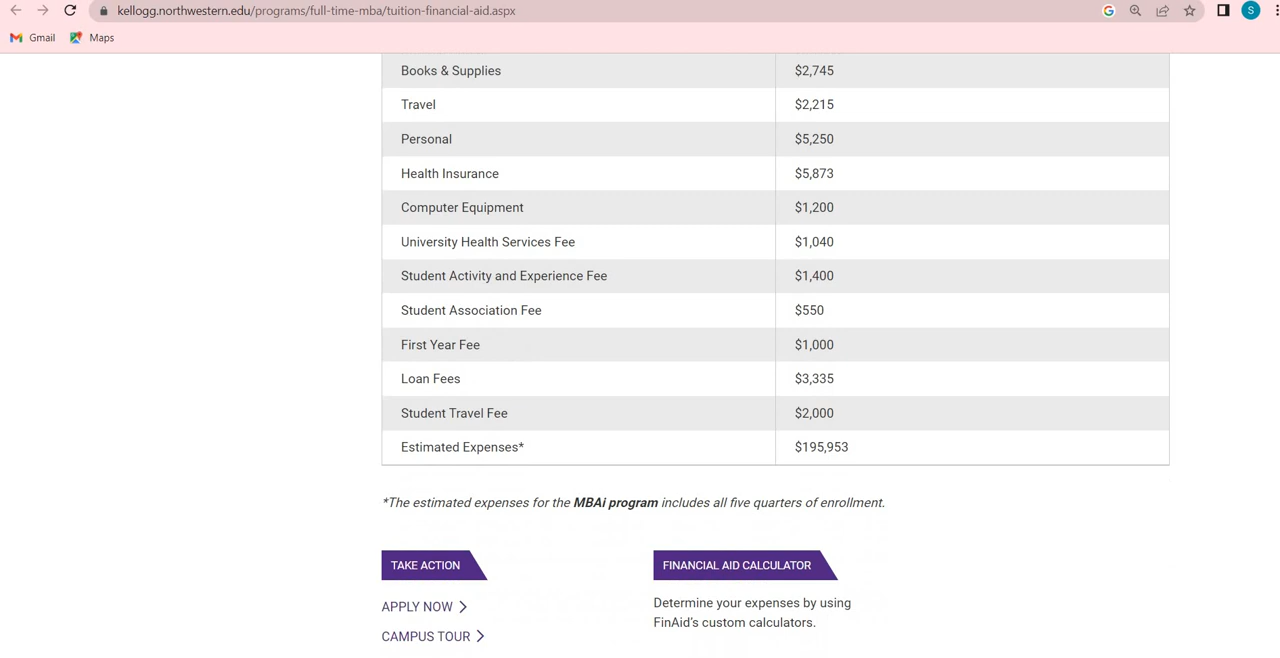 kellogg.northwestern.edu/programs/full-time-mba/tuition-financial-aid.aspx
G
S
Gmail
Maps
Books & Supplies $2,745
Travel $2,215
Personal $5,250
Health Insurance $5,873
Computer Equipment $1,200
University Health Services Fee $1,040
Student Activity and Experience Fee $1,400
Student Association Fee $550
First Year Fee $1,000
Loan Fees $3,335
Student Travel Fee $2,000
Estimated Expenses* $195,953
*The estimated expenses for the MBAi program includes all five quarters of enrollment.
TAKE ACTION
APPLY NOW
CAMPUS TOUR
FINANCIAL AID CALCULATOR
Determine your expenses by using
FinAid's custom calculators.